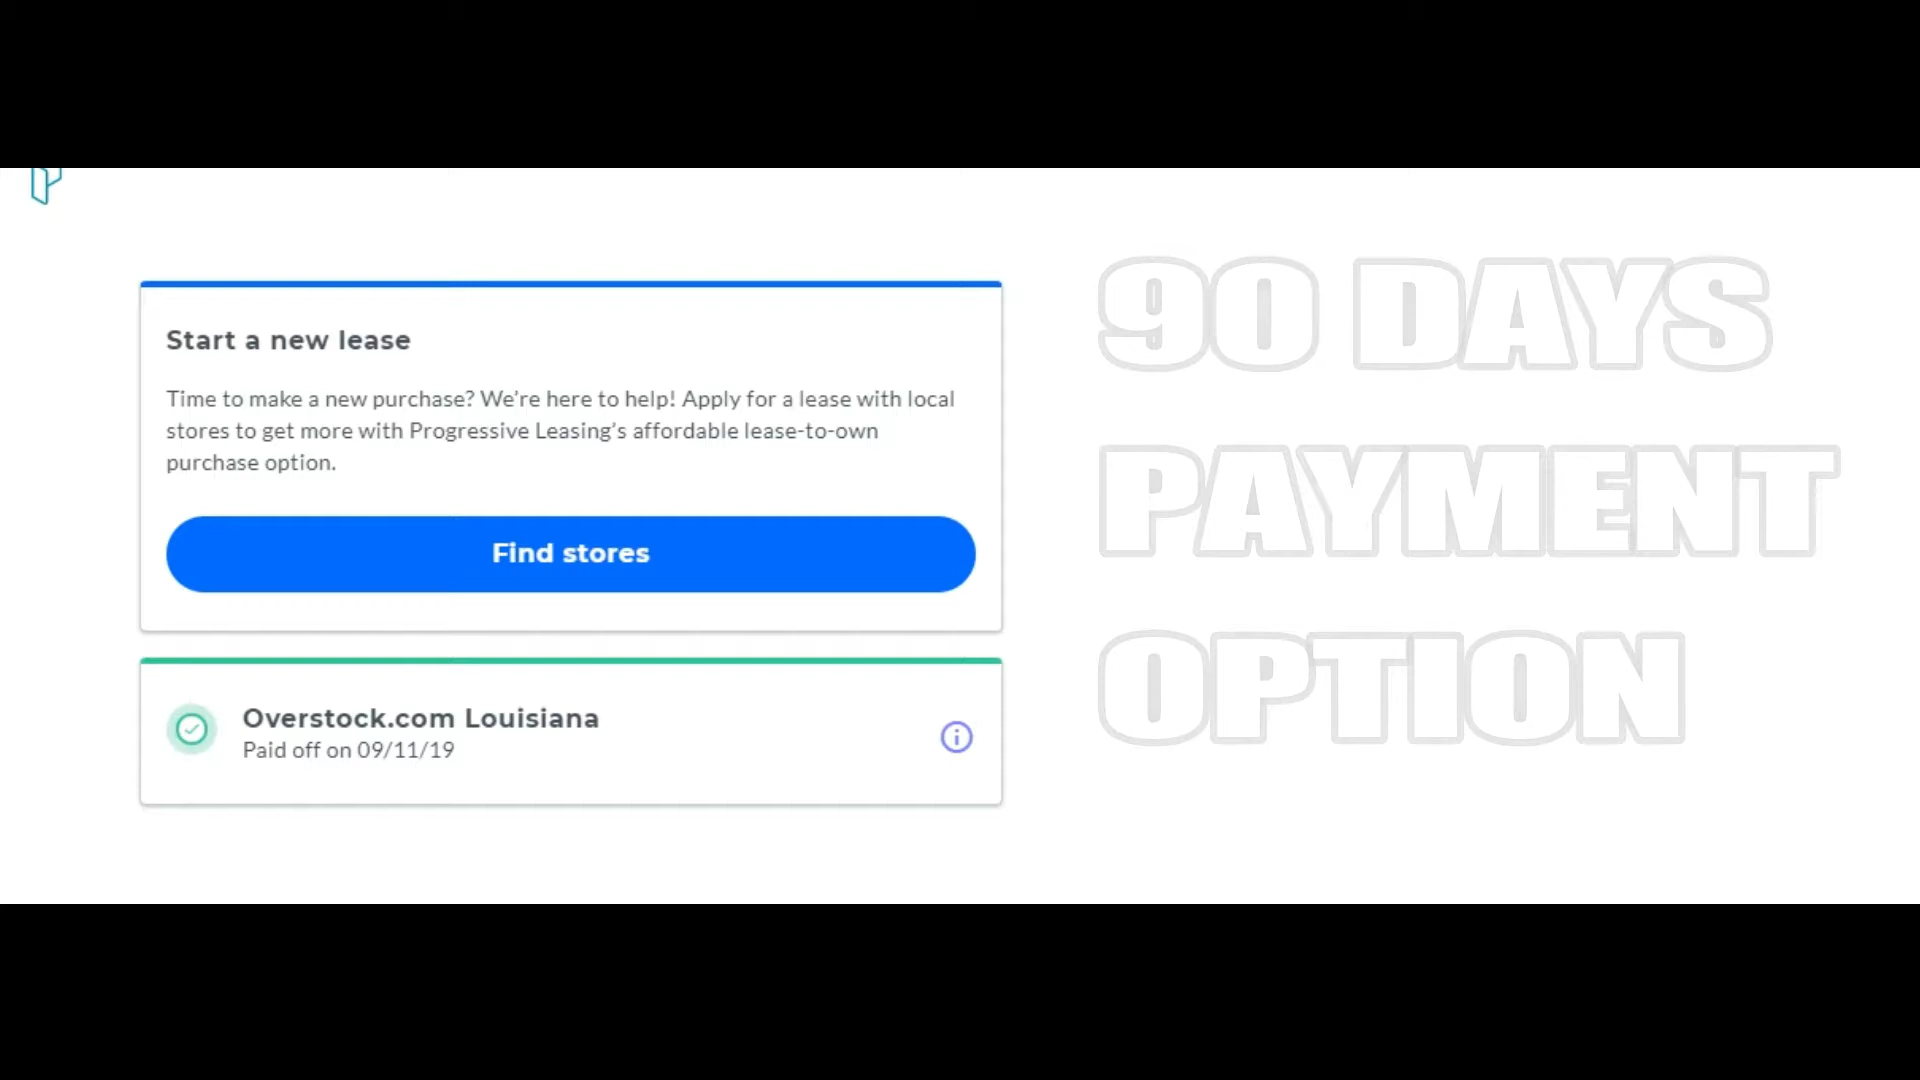 Start a new lease
Time to make a new purchase? We're here to help! Apply for a lease with local
stores to get more with Progressive Leasing's affordable lease-to-own
purchase option.
Find stores
Overstock.com Louisiana
Paid off on 09/11/19
90 DAYS
PAYMENT
OPTION